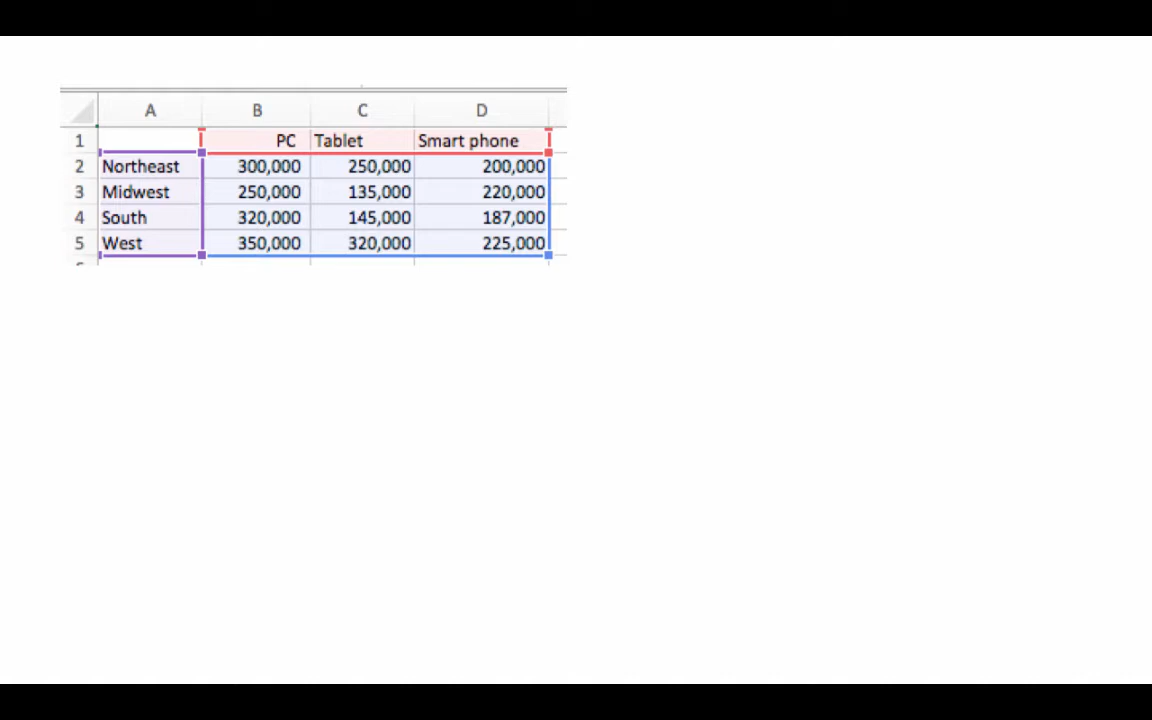 A B C D
1 PC Tablet Smart phone
2 Northeast 300,000 250,000 200,000
3 Midwest 250,000 135,000 220,000
4 South 320,000 145,000 187,000
5 West 350,000 320,000 225,000